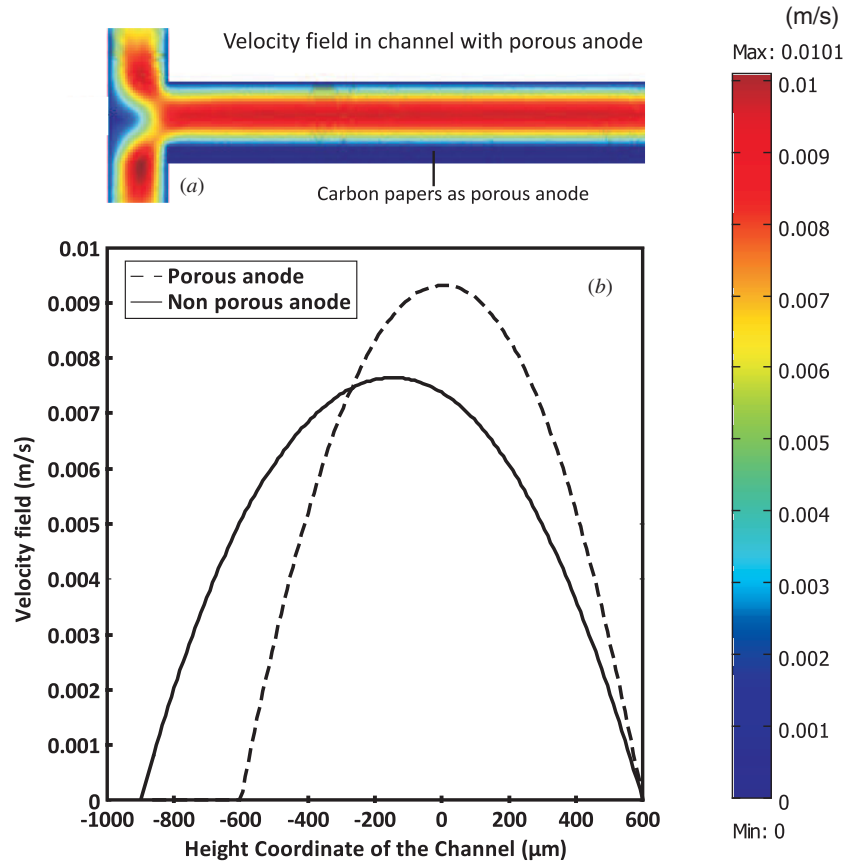 (m/s)
Velocity field in channel with porous anode
Max: 0.0101
0.01
0.009
0.008
0.007
0.006
0.005
0.004
0.003
0.002
0.001
0
Min: 0
(a)
Carbon papers as porous anode
Porous anode
Non porous anode
(b)
Velocity field (m/s)
0.01
0.009
0.008
0.007
0.006
0.005
0.004
0.003
0.002
0.001
0
-1000 -800 -600 -400 -200 0 200 400 600
Height Coordinate of the Channel (μm)